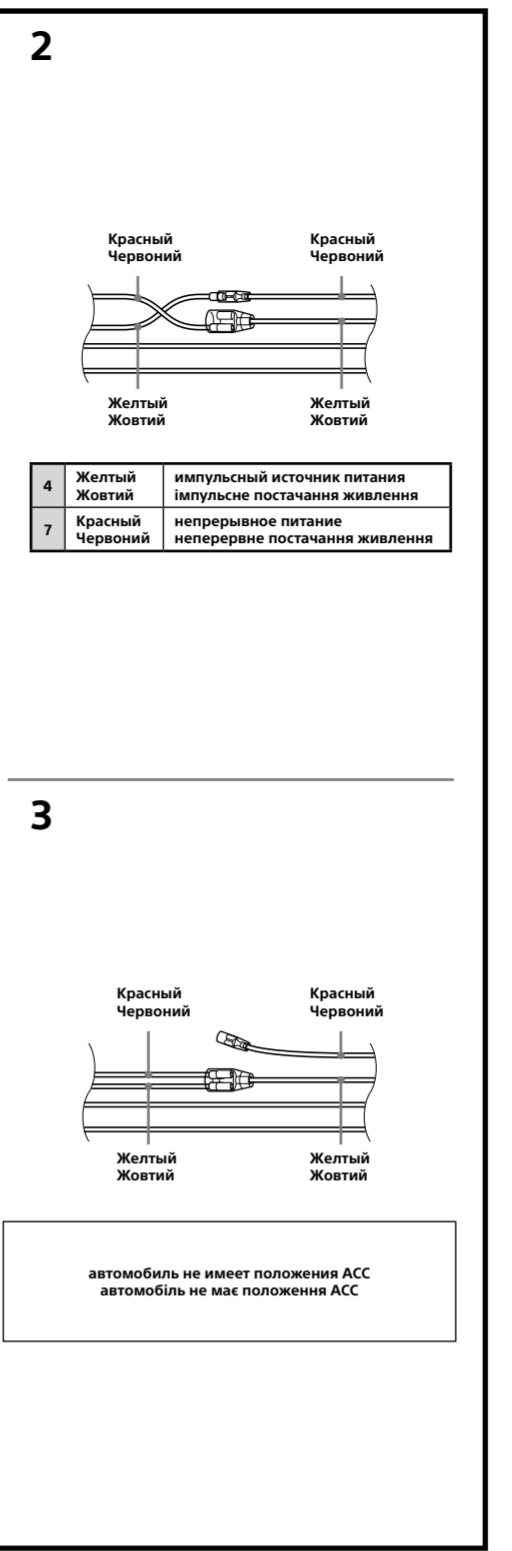 2
Красный Красный
Червоний Червоний
Желтый Желтый
Жовтий Жовтий
4 Желтый импульсный источник питания
Жовтий імпульсне постачання живлення
7 Красный непрерывное питание
Червоний неперервне постачання живлення
3
Красный Красный
Червоний Червоний
Желтый Желтый
Жовтий Жовтий
автомобиль не имеет положения ACC
автомобіль не має положення ACC